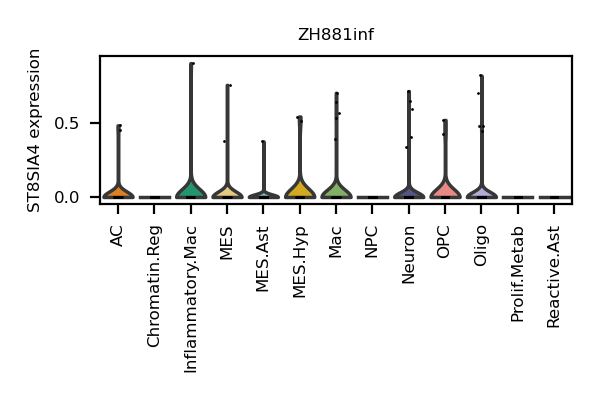 ZH881inf
ST8SIA4 expression
0.5
0.0
AC
Chromatin.Reg
Inflammatory.Mac
MES
MES.Ast
MES.Hyp
Mac
NPC
Neuron
OPC
Oligo
Prolif.Metab
Reactive.Ast